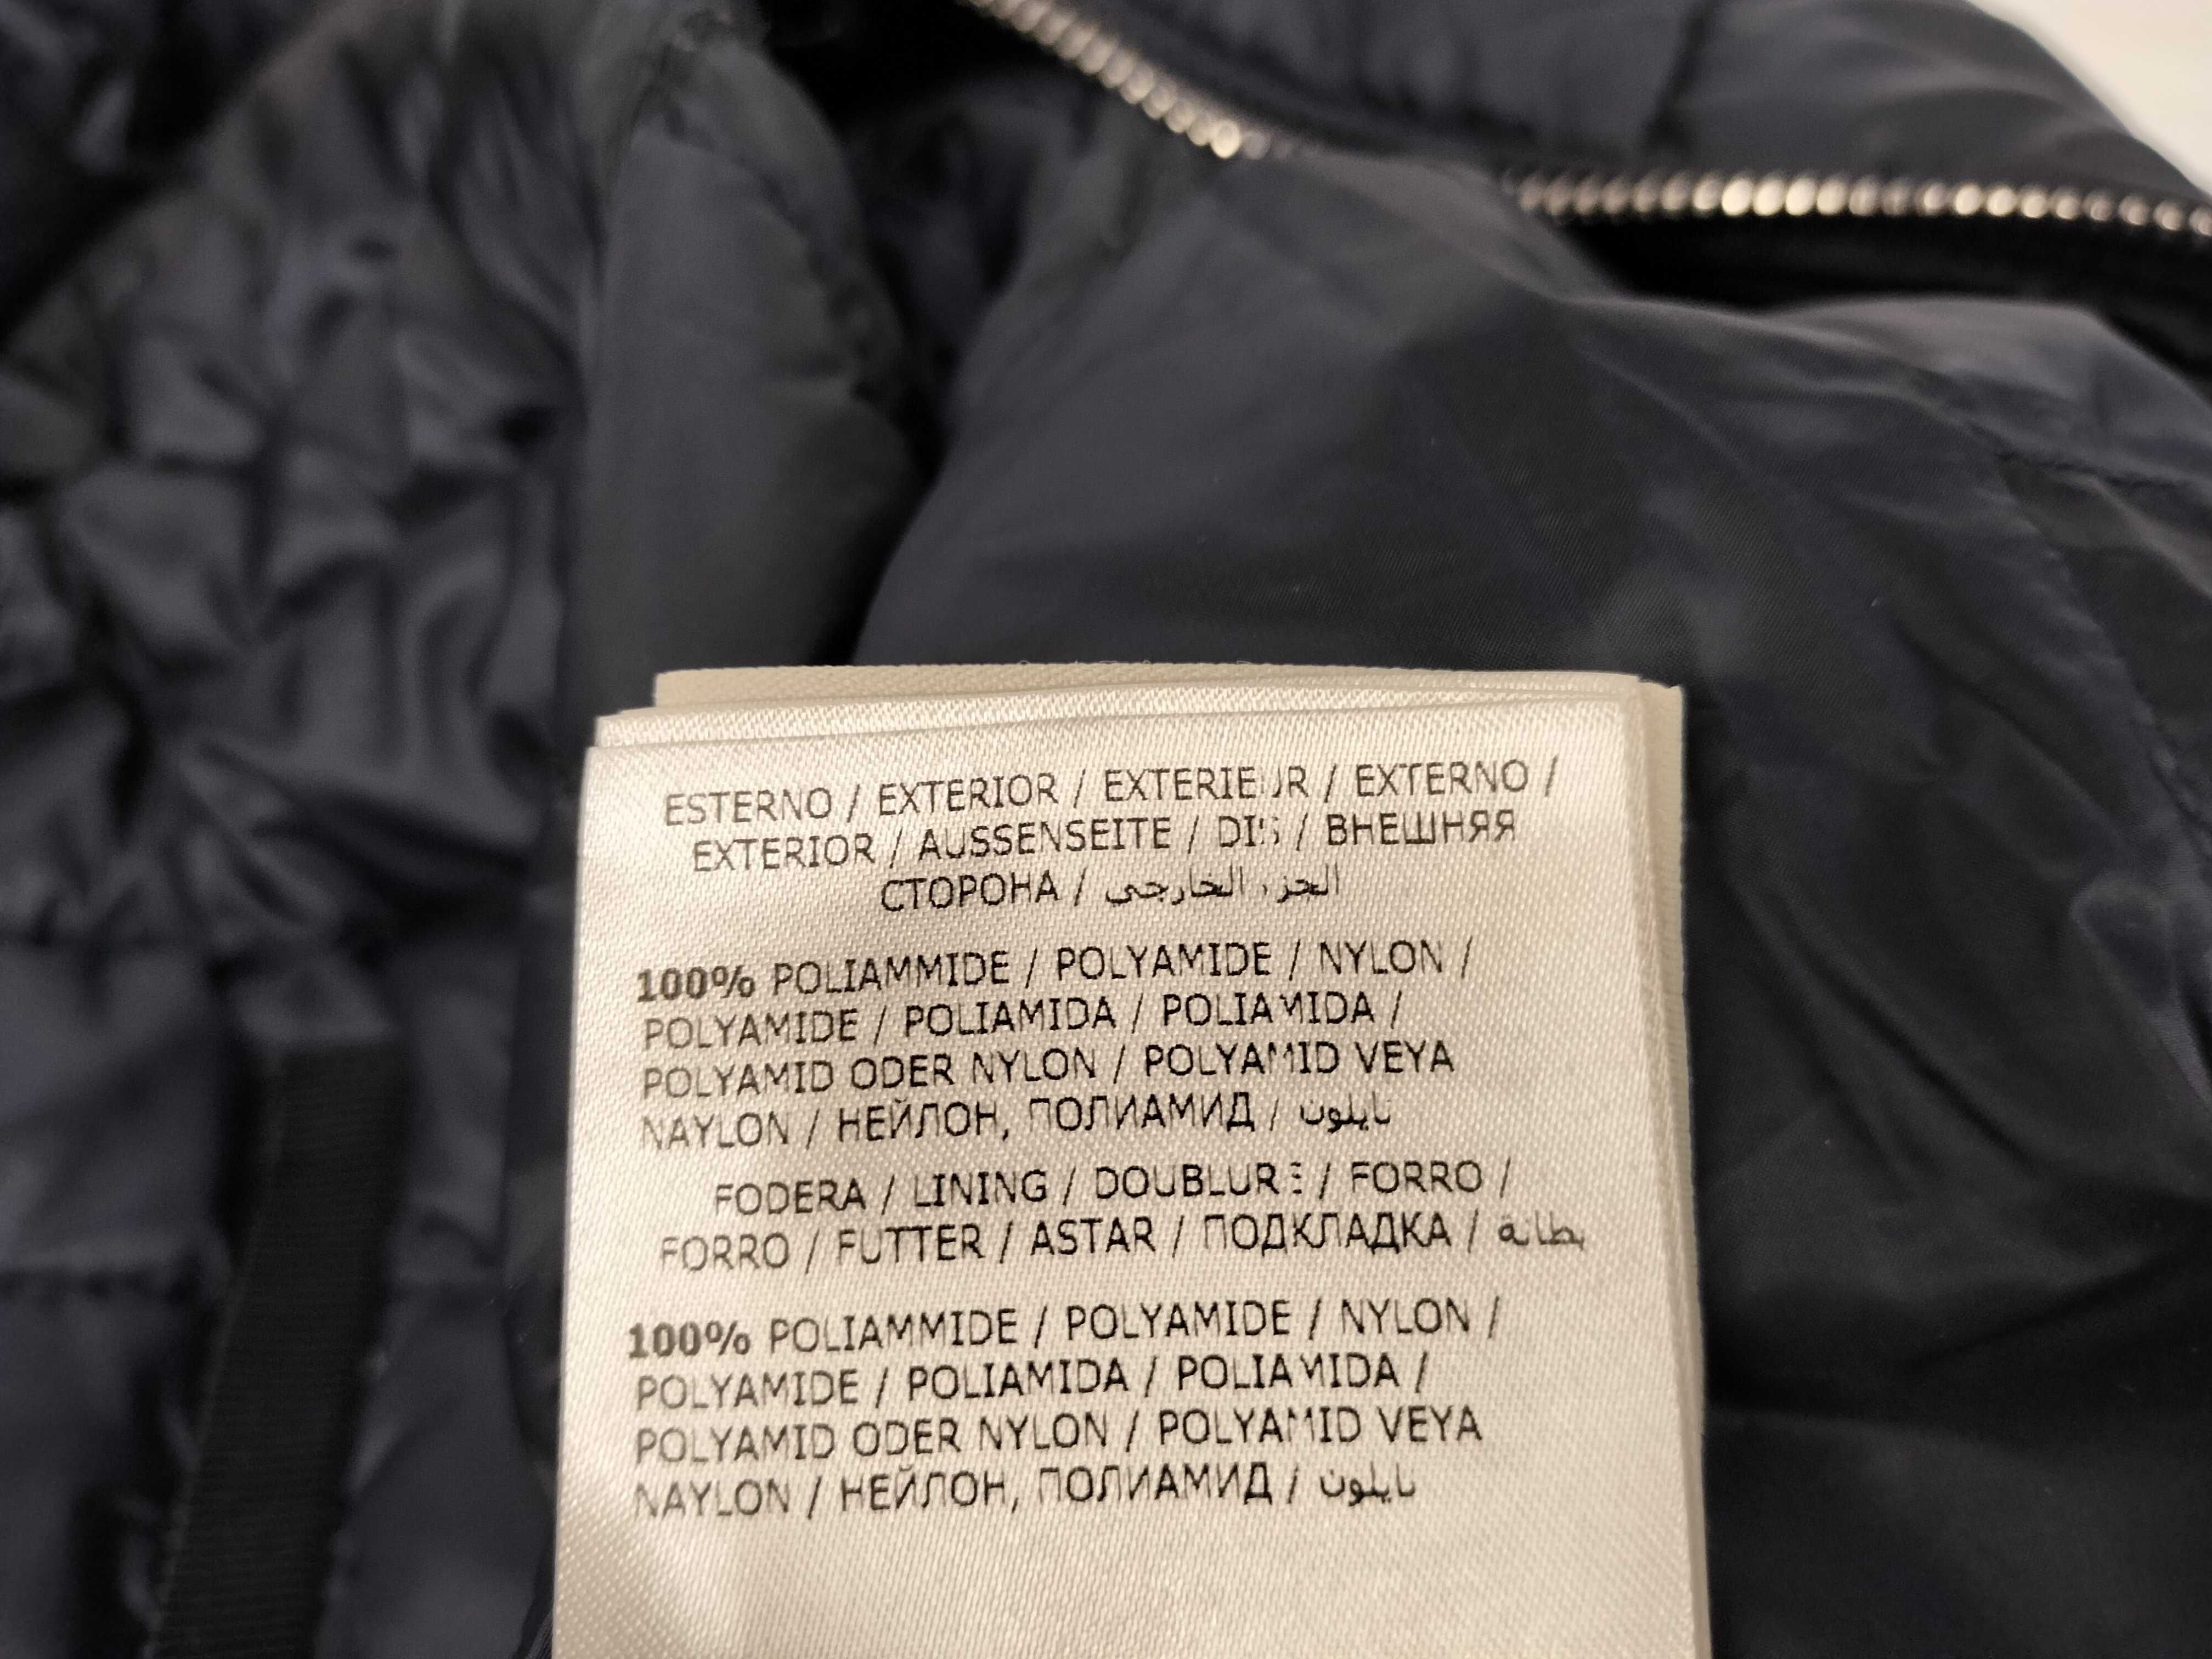 ESTERNO / EXTERIOR / EXTERIEUR / EXTERNO /
EXTERIOR / AUSSENSEITE / DIŞ / ВНЕШНЯЯ
СТОРОНА / الجزء الخارجي
100% POLIAMMIDE / POLYAMIDE / NYLON /
POLYAMIDE / POLIAMIDA / POLIAMIDA /
POLYAMID ODER NYLON / POLYAMID VEYA
NAYLON / НЕЙЛОН, ПОЛИАМИД / نايلون
FODERA / LINING / DOUBLURE / FORRO /
FORRO / FUTTER / ASTAR / ПОДКЛАДКА / بطانة
100% POLIAMMIDE / POLYAMIDE / NYLON /
POLYAMIDE / POLIAMIDA / POLIAMIDA /
POLYAMID ODER NYLON / POLYAMID VEYA
NAYLON / НЕЙЛОН, ПОЛИАМИД / نايلون